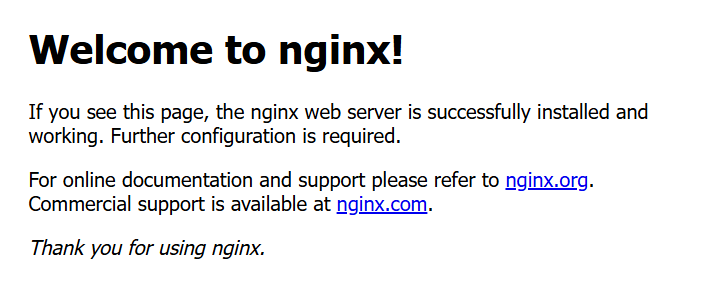 Welcome to nginx!
If you see this page, the nginx web server is successfully installed and
working. Further configuration is required.
For online documentation and support please refer to nginx.org.
Commercial support is available at nginx.com.
Thank you for using nginx.